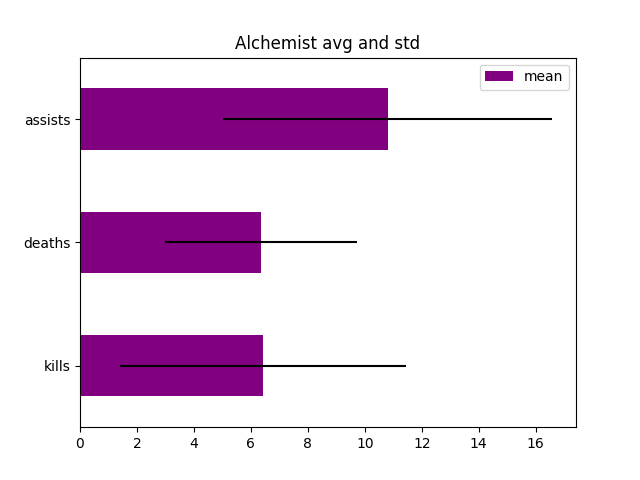 Alchemist avg and std
mean
assists
deaths
kills
0 2 4 6 8 10 12 14 16